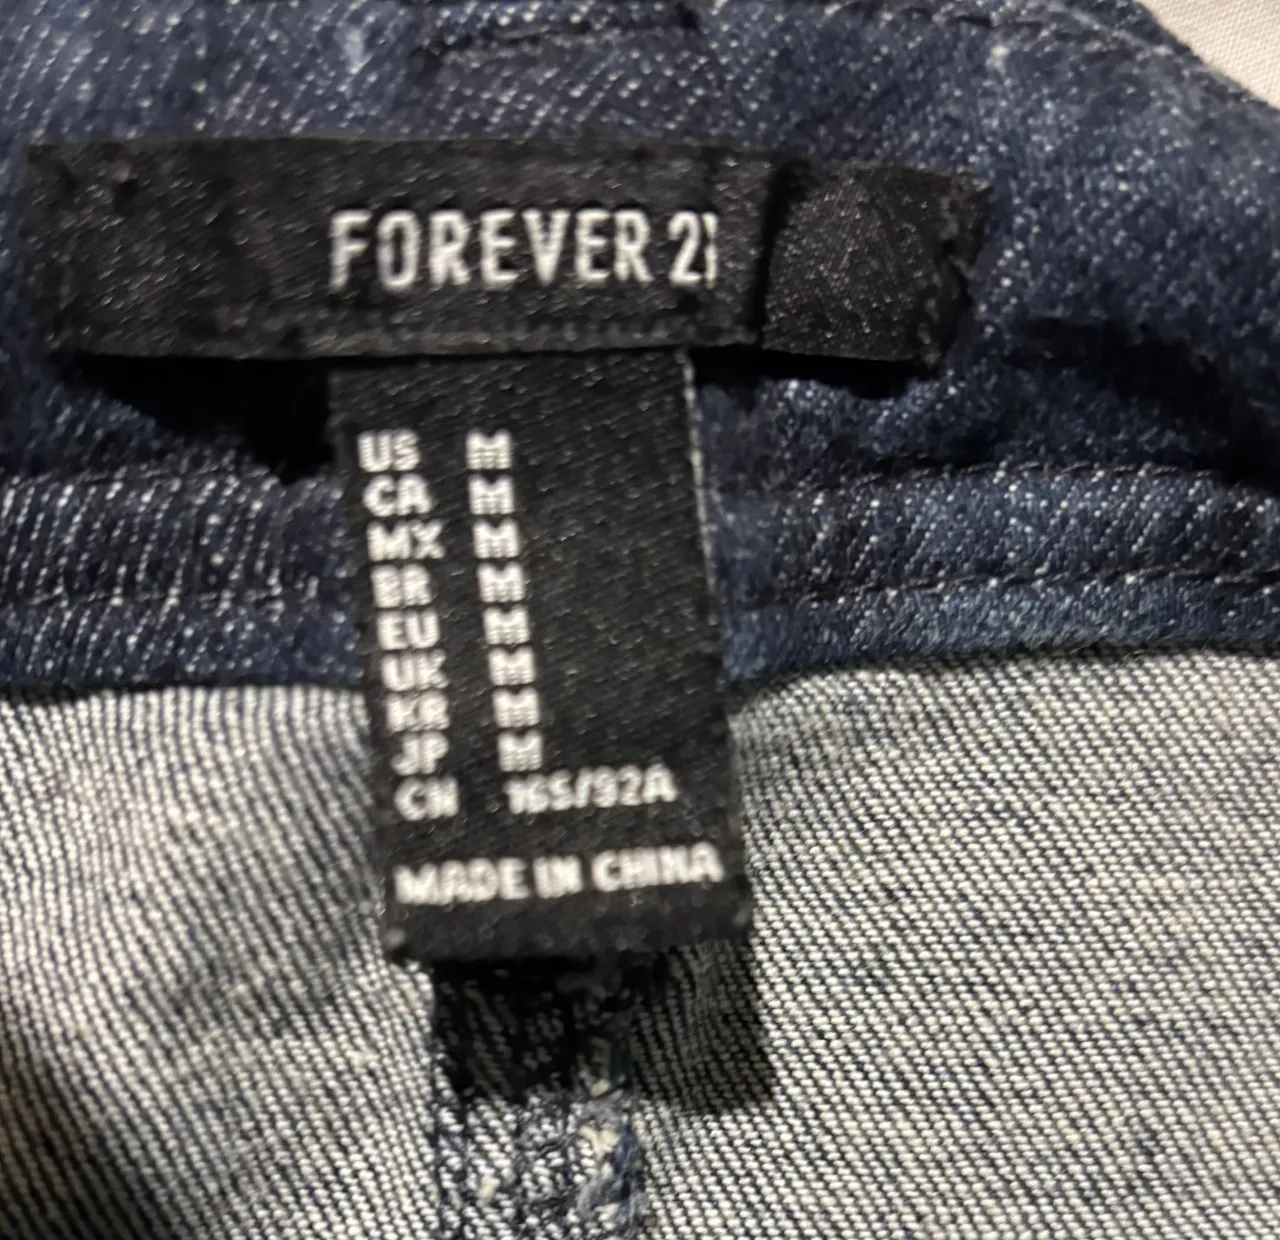 FOREVER 21
US M
CA M
MX M
BR M
EU M
UK M
KR M
JP M
CN 165/92A
MADE IN CHINA